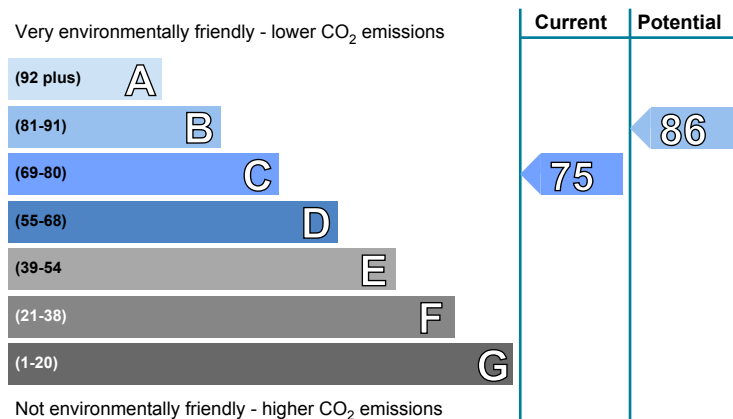 Current Potential
Very environmentally friendly - lower CO2 emissions
(92 plus) A
(81-91) B
86
(69-80) C
75
(55-68) D
(39-54 E
(21-38) F
(1-20) G
Not environmentally friendly - higher CO2 emissions